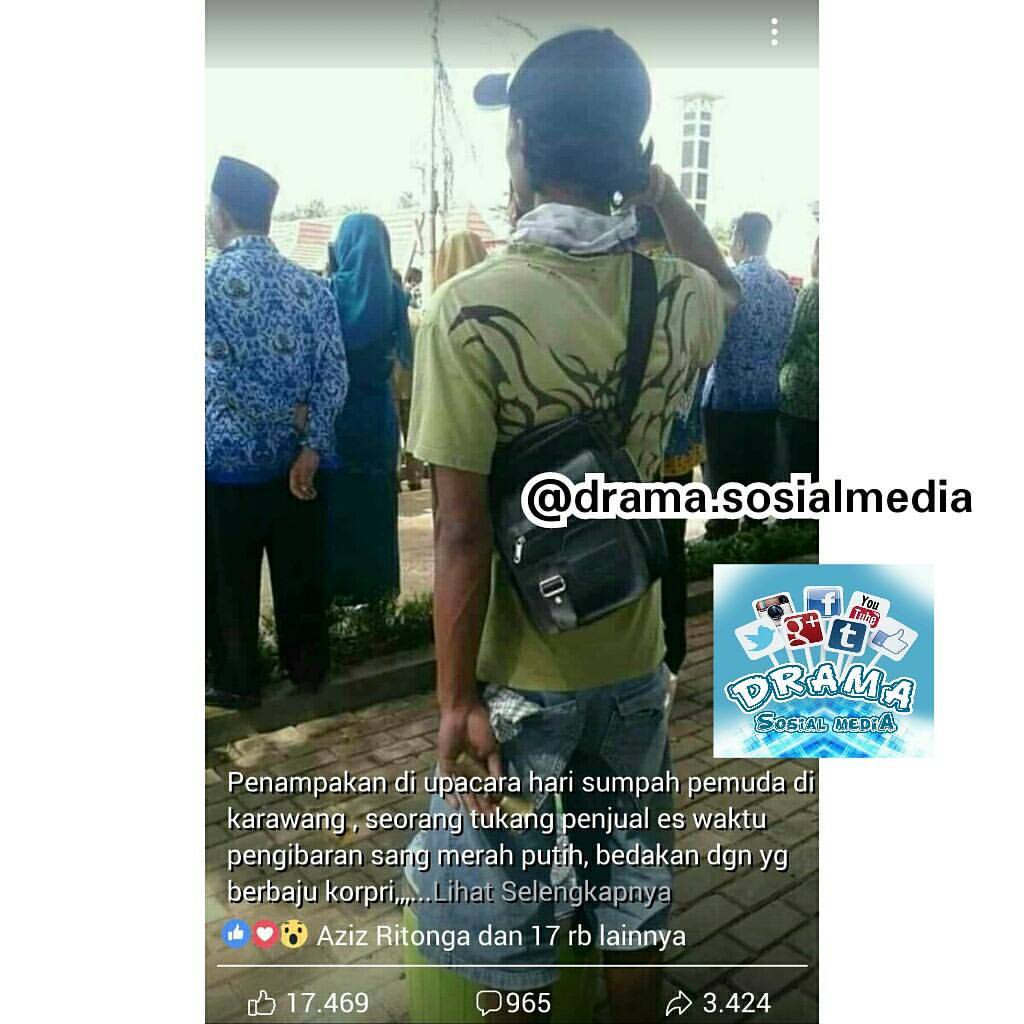 @drama.sosialmedia
You
Tube
DRAMA
SOSIAL MEDIA
Penampakan di upacara hari sumpah pemuda di
karawang , seorang tukang penjual es waktu
pengibaran sang merah putih, bedakan dgn yg
berbaju korpri,,,...Lihat Selengkapnya
Aziz Ritonga dan 17 rb lainnya
17.469 965 3.424